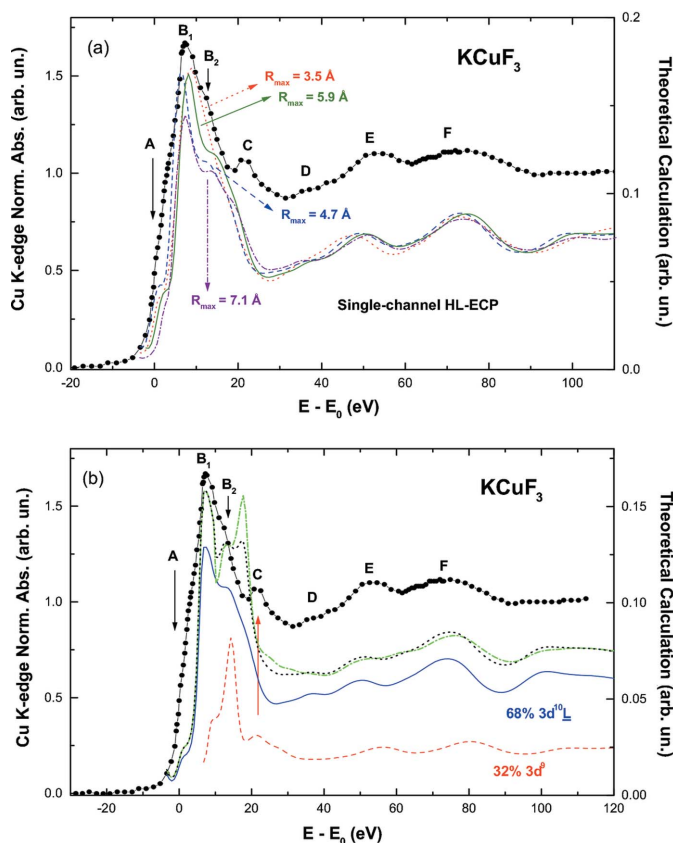 (a)
KCuF₃
B₁
B₂
A
C
D
E
F
R_max = 3.5 Å
R_max = 5.9 Å
R_max = 4.7 Å
R_max = 7.1 Å
Single-channel HL-ECP
Cu K-edge Norm. Abs. (arb. un.)
0.0
0.5
1.0
1.5
Theoretical Calculation (arb. un.)
0.0
0.1
0.2
-20 0 20 40 60 80 100
E - E₀ (eV)
(b)
KCuF₃
B₁
B₂
A
C
D
E
F
68% 3d¹⁰L
32% 3d⁹
Cu K-edge Norm. Abs. (arb. un.)
0.0
0.5
1.0
1.5
Theoretical Calculation (arb. un.)
0.00
0.05
0.10
0.15
-20 0 20 40 60 80 100 120
E - E₀ (eV)